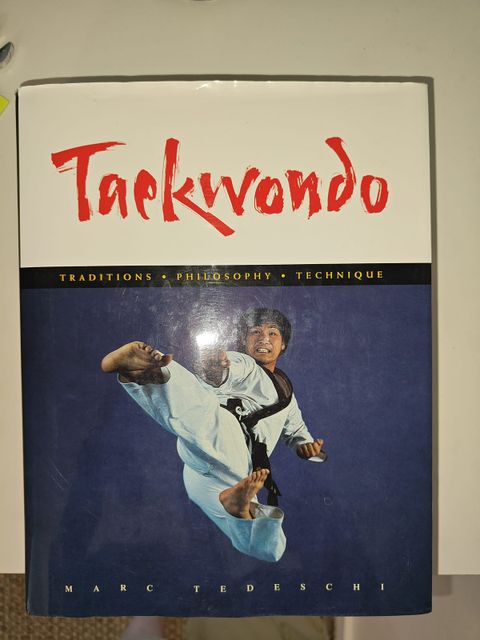 Taekwondo
TRADITIONS • PHILOSOPHY • TECHNIQUE
MARC TEDESCHI